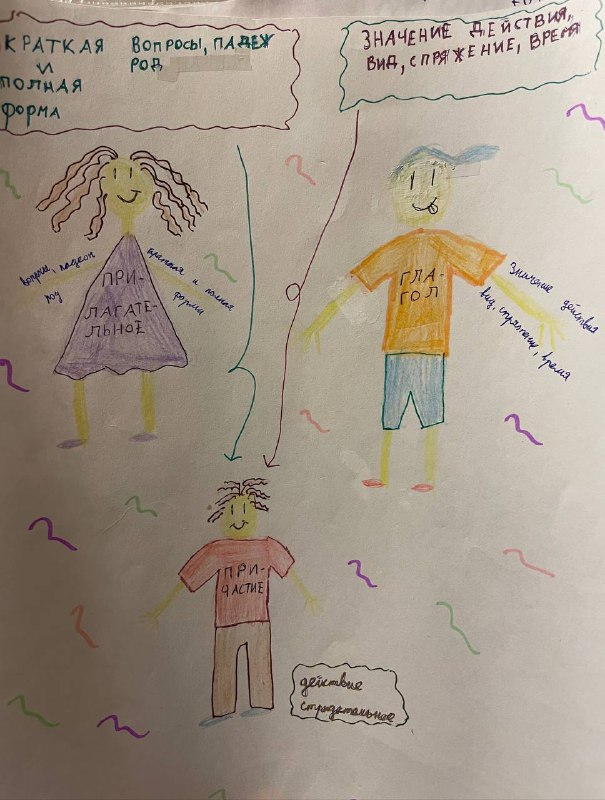 КРАТКАЯ
И
ПОЛНАЯ
ФОРМА
ВОПРОСЫ, ПАДЕЖ
РОД
ЗНАЧЕНИЕ ДЕЙСТВИЯ,
ВИД, СПРЯЖЕНИЕ, ВРЕМЯ
вопросы, падеж
род
ПРИ-
ЛАГАТЕ-
ЛЬНОЕ
краткая и полная
форма
ГЛА-
ГОЛ
Значение действия
вид, спряжение, время
ПРИ-
ЧАСТИЕ
действие
страдательное